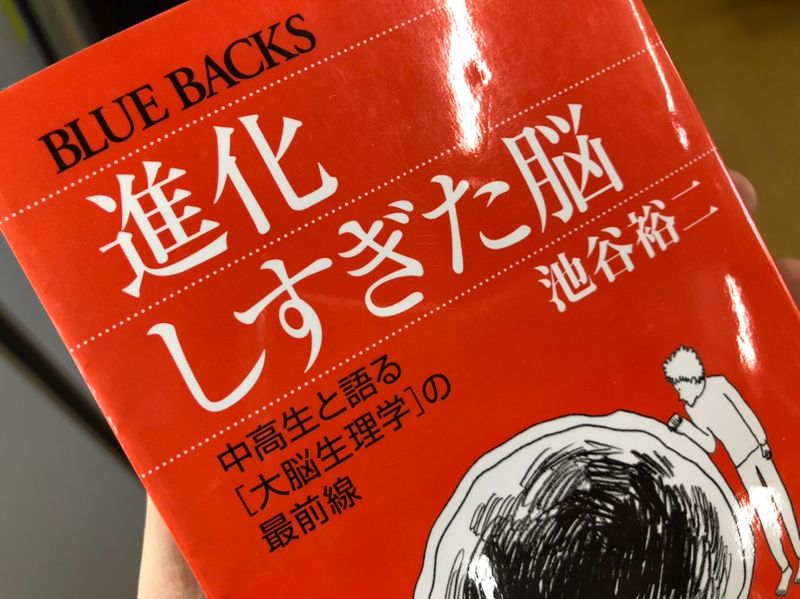 BLUE BACKS
進化
しすぎた脳
池谷裕二
中高生と語る
[大脳生理学]の
最前線